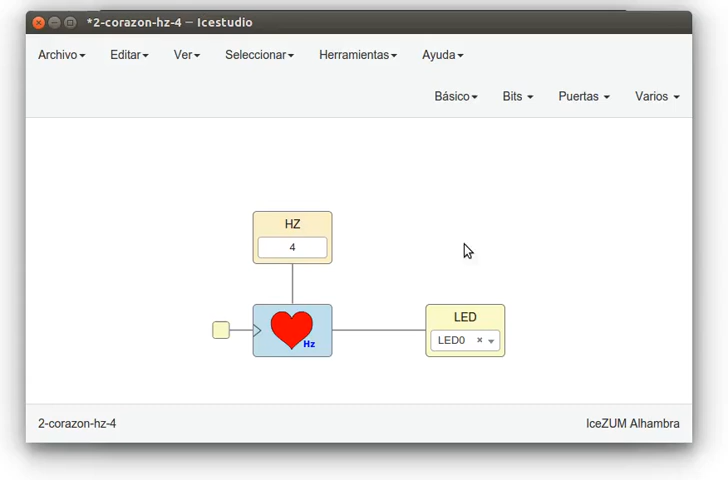 *2-corazon-hz-4 – Icestudio
Archivo Editar Ver Seleccionar Herramientas Ayuda
Básico Bits Puertas Varios
HZ
4
Hz
LED
LED0
2-corazon-hz-4 IceZUM Alhambra